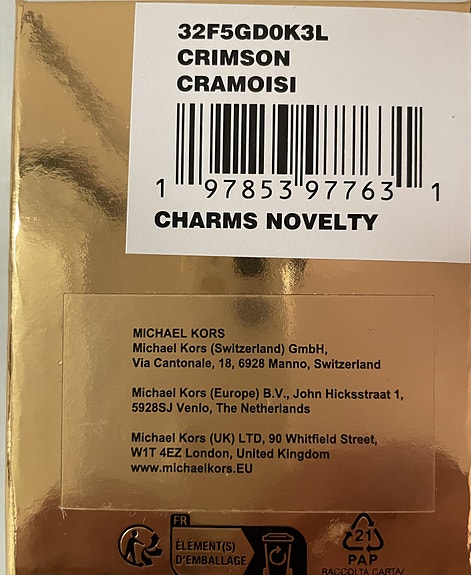 32F5GD0K3L
CRIMSON
CRAMOISI
1 97853 97763 1
CHARMS NOVELTY
MICHAEL KORS
Michael Kors (Switzerland) GmbH,
Via Cantonale, 18, 6928 Manno, Switzerland
Michael Kors (Europe) B.V., John Hicksstraat 1,
5928SJ Venlo, The Netherlands
Michael Kors (UK) LTD, 90 Whitfield Street,
W1T 4EZ London, United Kingdom
www.michaelkors.EU
FR
ÉLÉMENT(S)
D'EMBALLAGE
21
PAP
RACCOLTA CARTA/